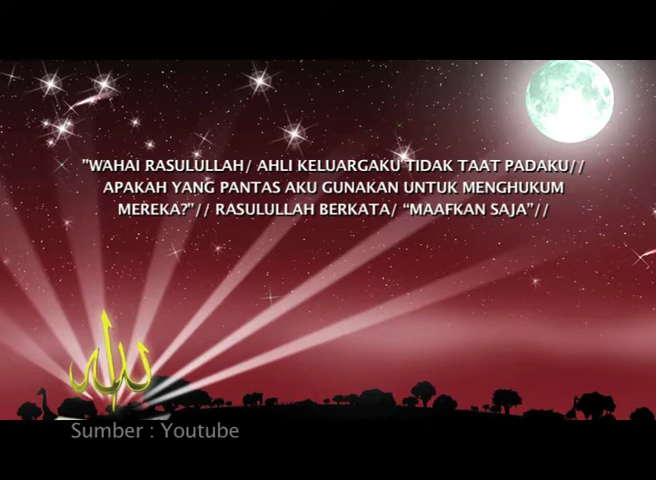 "WAHAI RASULULLAH/ AHLI KELUARGAKU TIDAK TAAT PADAKU//
APAKAH YANG PANTAS AKU GUNAKAN UNTUK MENGHUKUM
MEREKA?"// RASULULLAH BERKATA/ "MAAFKAN SAJA"//
الله
Sumber : Youtube